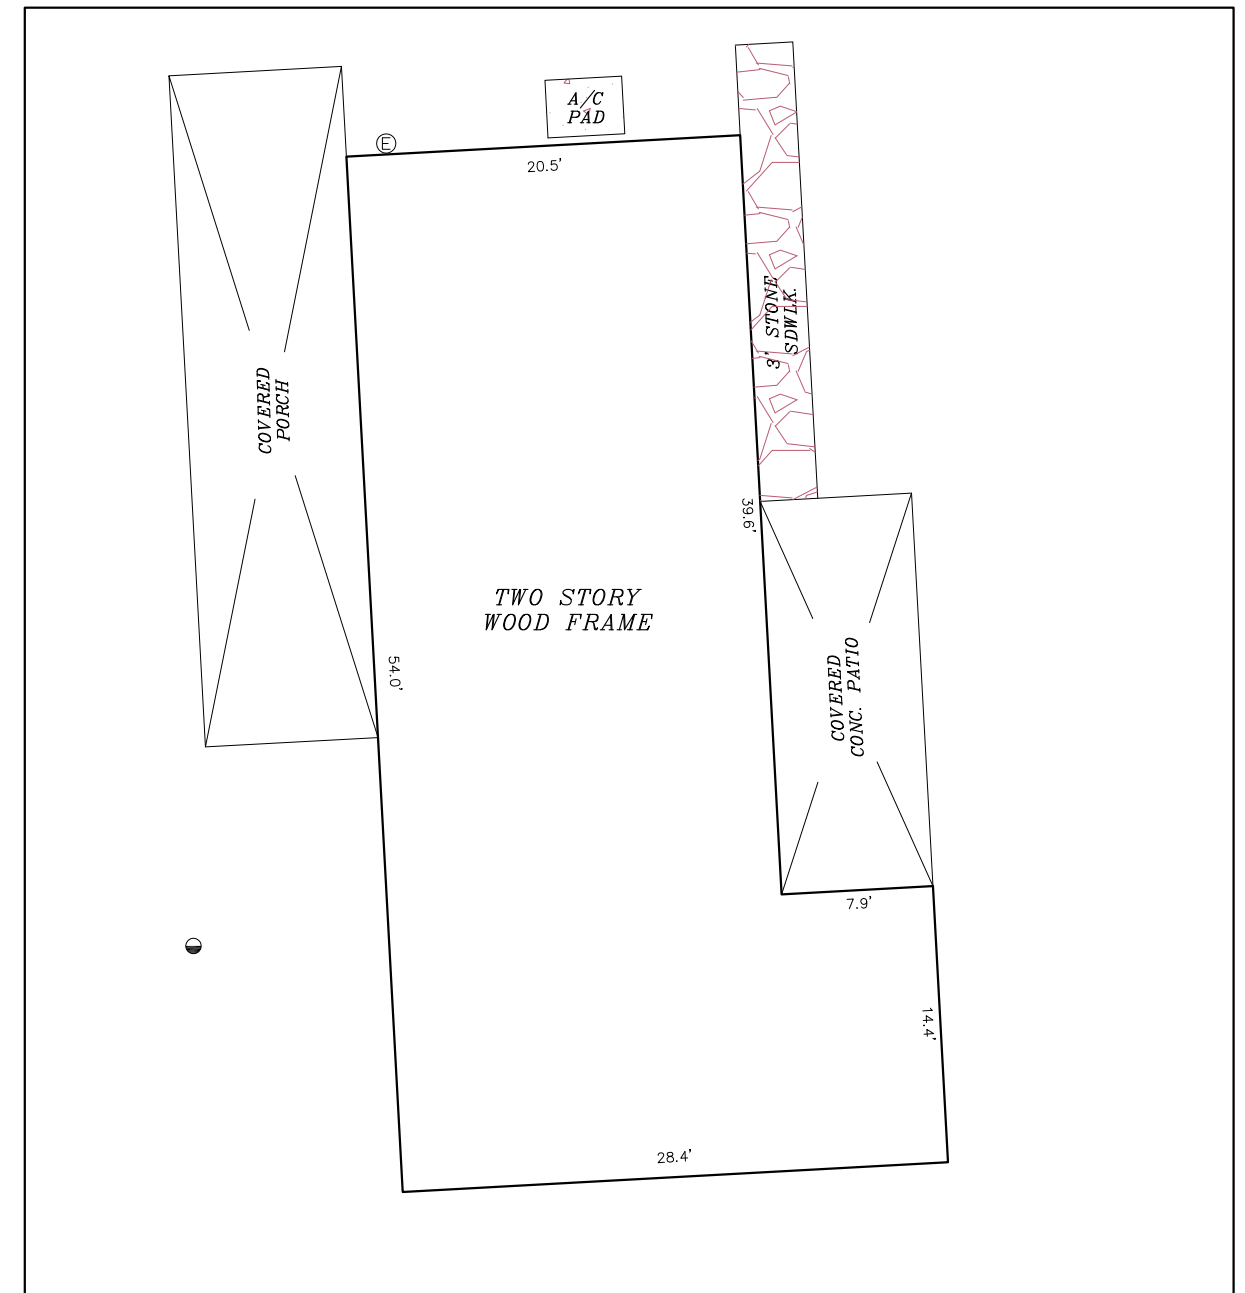 A/C
PAD
E
20.5'
3' STONE
SDWLK.
COVERED
PORCH
39.6'
TWO STORY
WOOD FRAME
54.0'
COVERED
CONC. PATIO
7.9'
14.4'
28.4'